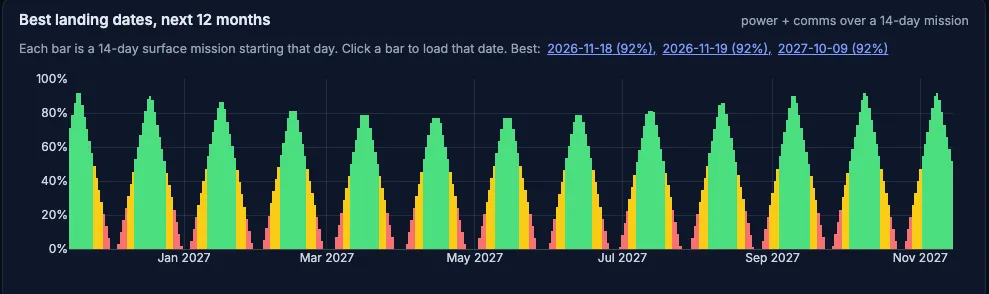 Best landing dates, next 12 months
power + comms over a 14-day mission
Each bar is a 14-day surface mission starting that day. Click a bar to load that date. Best: 2026-11-18 (92%), 2026-11-19 (92%), 2027-10-09 (92%)
100%
80%
60%
40%
20%
0%
Jan 2027
Mar 2027
May 2027
Jul 2027
Sep 2027
Nov 2027